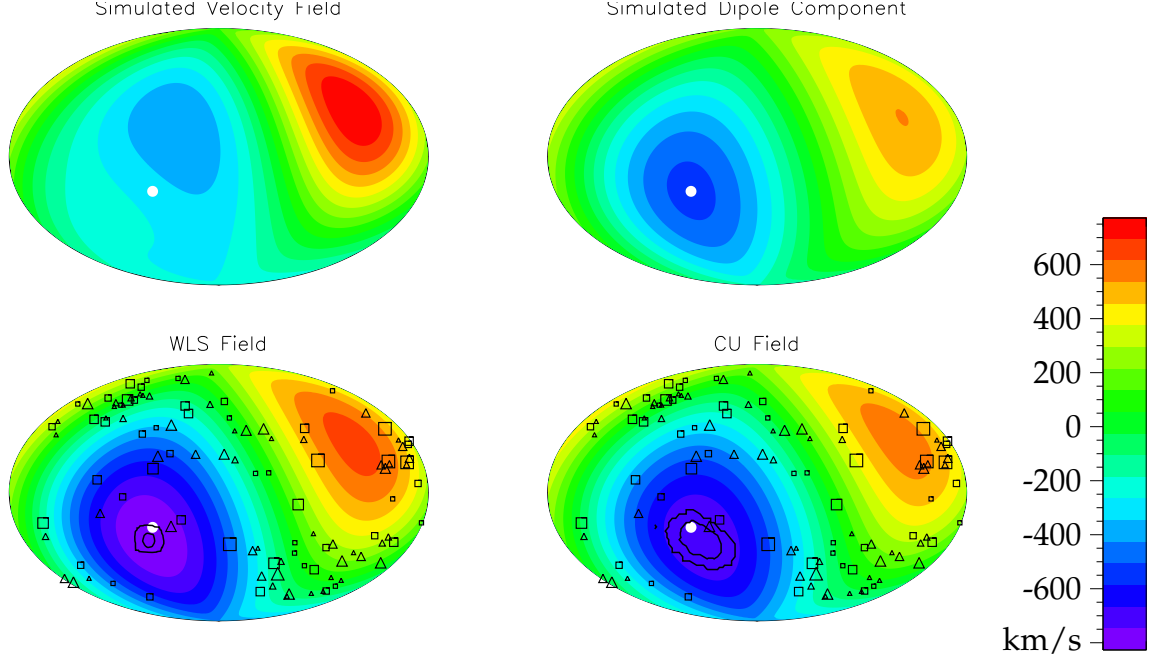 Simulated Velocity Field
Simulated Dipole Component
WLS Field
CU Field
600
400
200
0
-200
-400
-600
km/s